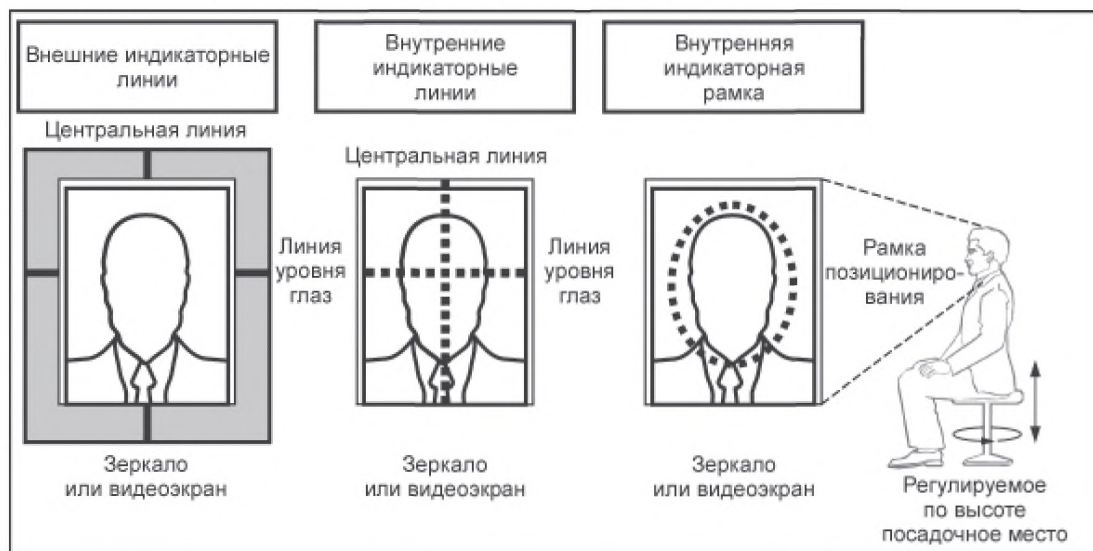 Внешние индикаторные
линии
Внутренние
индикаторные
линии
Внутренняя
индикаторная
рамка
Центральная линия
Центральная линия
Линия
уровня
глаз
Линия
уровня
глаз
Рамка
позициониро-
вания
Зеркало
или видеоэкран
Зеркало
или видеоэкран
Зеркало
или видеоэкран
Регулируемое
по высоте
посадочное место